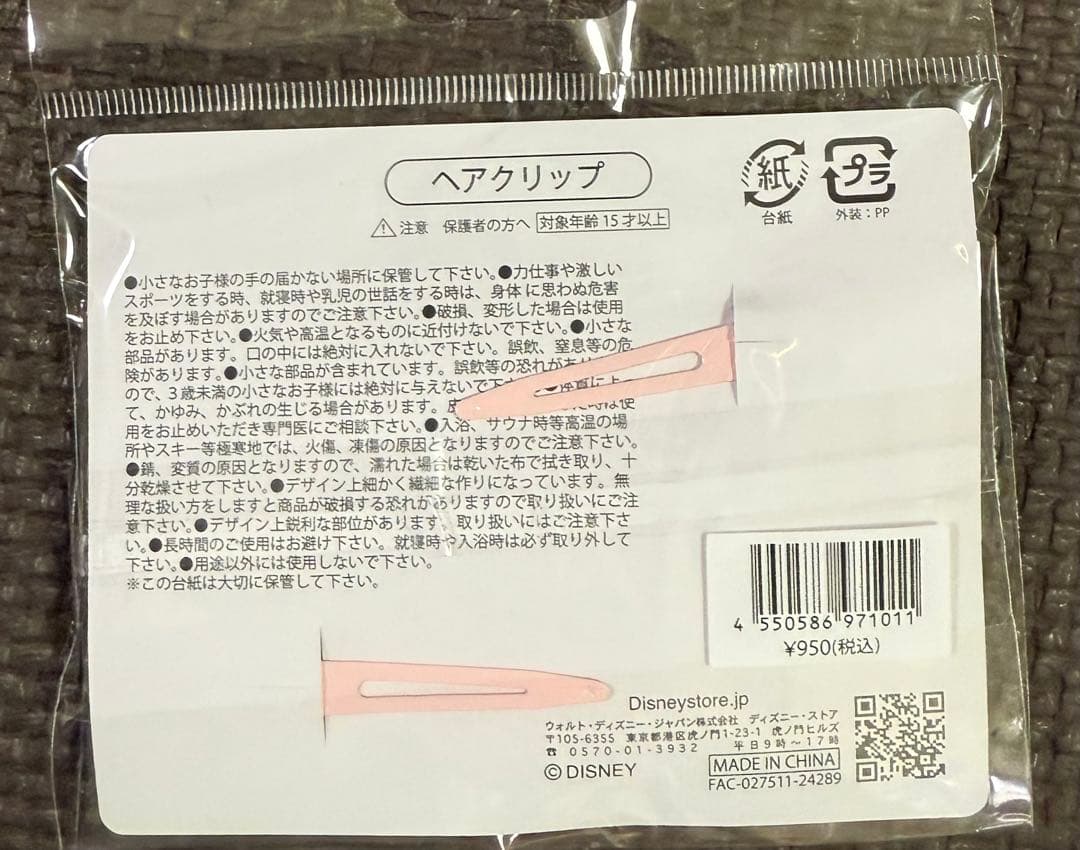 ヘアクリップ
紙
台紙
プラ
外装：PP
注意 保護者の方へ 対象年齢15才以上
●小さなお子様の手の届かない場所に保管して下さい。●力仕事や激しい
スポーツをする時、就寝時や乳児の世話をする時は、身体に思わぬ危害
を及ぼす場合がありますのでご注意下さい。●破損、変形した場合は使用
をお止め下さい。●火気や高温となるものに近付けないで下さい。●小さな
部品があります。口の中には絶対に入れないで下さい。誤飲、窒息等の危
険があります。●小さな部品が含まれています。誤飲等の恐れがあ
ので、3歳未満の小さなお子様には絶対に与えないで下 ●体質によっ
て、かゆみ、かぶれの生じる場合があります。 時は使
用をお止めいただき専門医にご相談下さい。●入浴、サウナ時等高温の場
所やスキー等極寒地では、火傷、凍傷の原因となりますのでご注意下さい。
●錆、変質の原因となりますので、濡れた場合は乾いた布で拭き取り、十
分乾燥させて下さい。●デザイン上細かく繊細な作りになっています。無
理な扱い方をしますと商品が破損する恐れがありますので取り扱いにご注
意下さい。●デザイン上鋭利な部位があります。取り扱いにはご注意下さ
い。●長時間のご使用はお避け下さい。就寝時や入浴時は必ず取り外して
下さい。●用途以外には使用しないで下さい。
※この台紙は大切に保管して下さい。
4 550586 971011
¥950(税込)
Disneystore.jp
ウォルト・ディズニー・ジャパン株式会社 ディズニー・ストア
〒105-6355 東京都港区虎ノ門1-23-1 虎ノ門ヒルズ
☎ 0570-01-3932 平日9時〜17時
© DISNEY
MADE IN CHINA
FAC-027511-24289